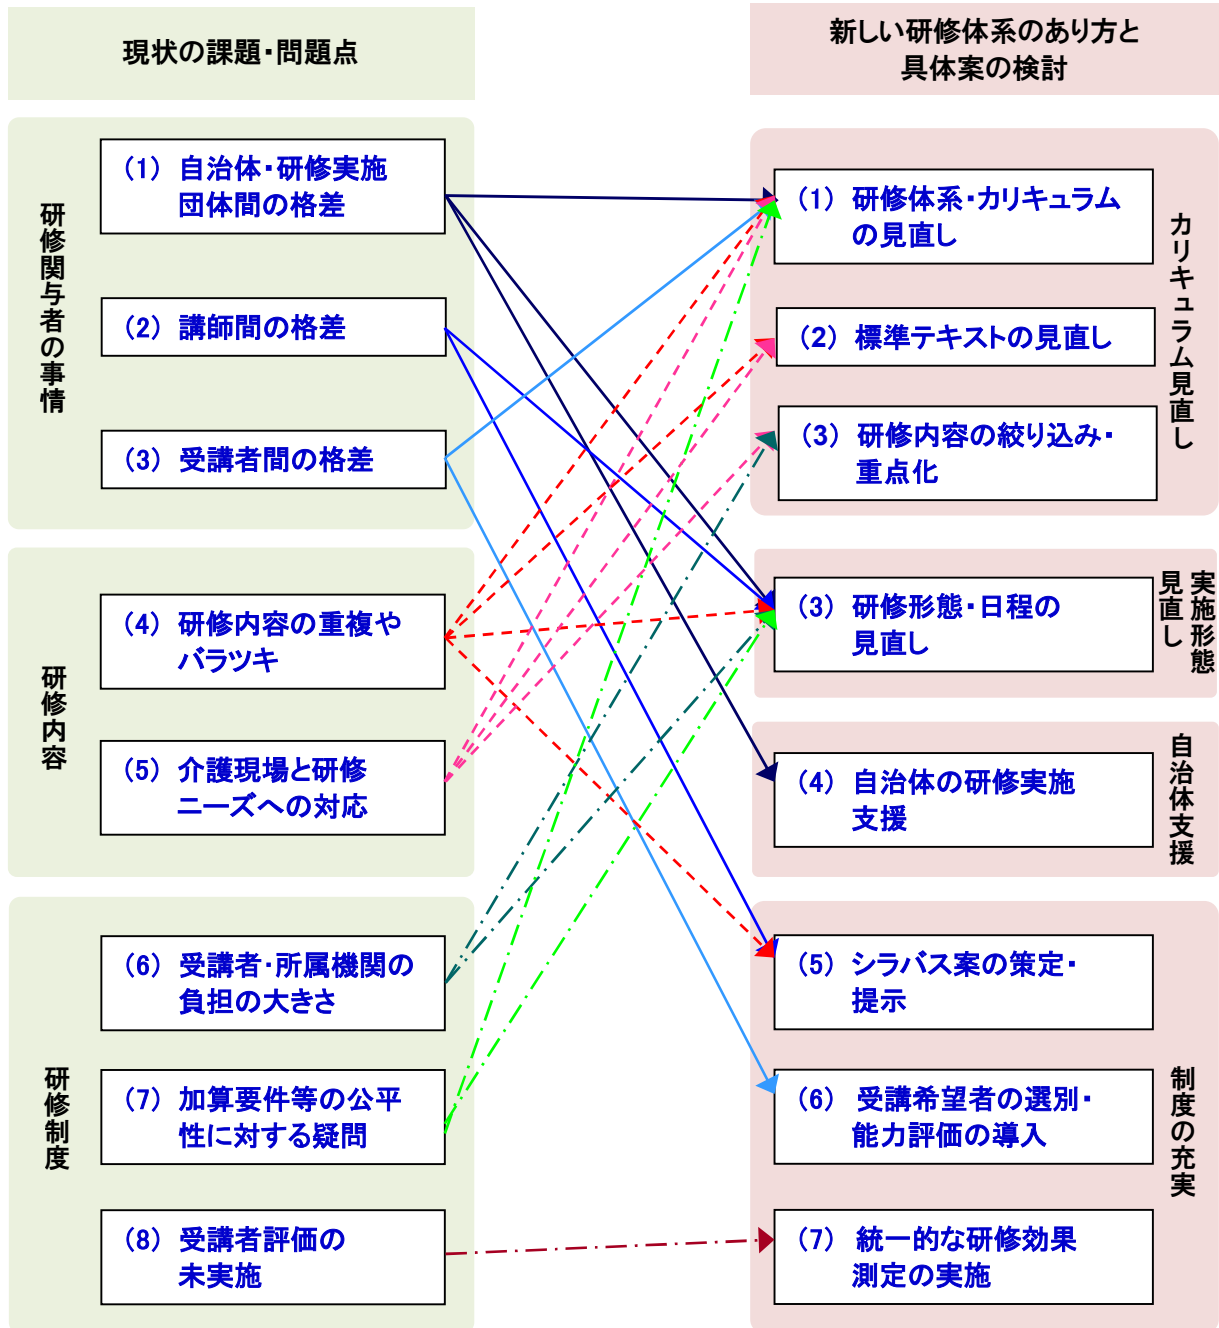 現状の課題・問題点
研修関与者の事情
(1) 自治体・研修実施
団体間の格差
(2) 講師間の格差
(3) 受講者間の格差
研修内容
(4) 研修内容の重複や
バラツキ
(5) 介護現場と研修
ニーズへの対応
研修制度
(6) 受講者・所属機関の
負担の大きさ
(7) 加算要件等の公平
性に対する疑問
(8) 受講者評価の
未実施
新しい研修体系のあり方と
具体案の検討
(1) 研修体系・カリキュラム
の見直し
(2) 標準テキストの見直し
(3) 研修内容の絞り込み・
重点化
カリキュラム見直し
(3) 研修形態・日程の
見直し
実施形態
見直し
(4) 自治体の研修実施
支援
自治体支援
(5) シラバス案の策定・
提示
(6) 受講希望者の選別・
能力評価の導入
(7) 統一的な研修効果
測定の実施
制度の充実